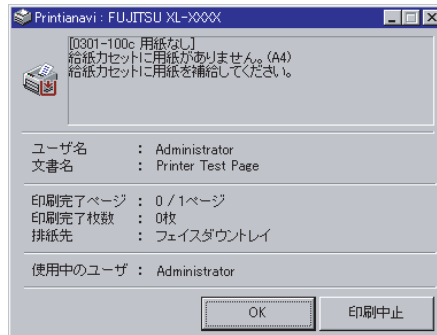 Printianavi : FUJITSU XL-XXXX
[0301-100c 用紙なし]
給紙カセットに用紙がありません。(A4)
給紙カセットに用紙を補給してください。
ユーザ名 : Administrator
文書名 : Printer Test Page
印刷完了ページ : 0 / 1ページ
印刷完了枚数 : 0枚
排紙先 : フェイスダウントレイ
使用中のユーザ : Administrator
OK 印刷中止